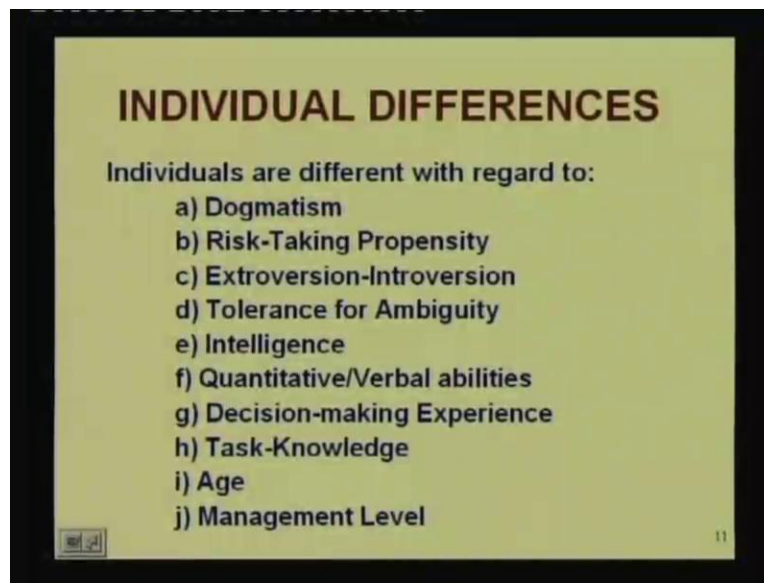 INDIVIDUAL DIFFERENCES
Individuals are different with regard to:
a) Dogmatism
b) Risk-Taking Propensity
c) Extroversion-Introversion
d) Tolerance for Ambiguity
e) Intelligence
f) Quantitative/Verbal abilities
g) Decision-making Experience
h) Task-Knowledge
i) Age
j) Management Level
11